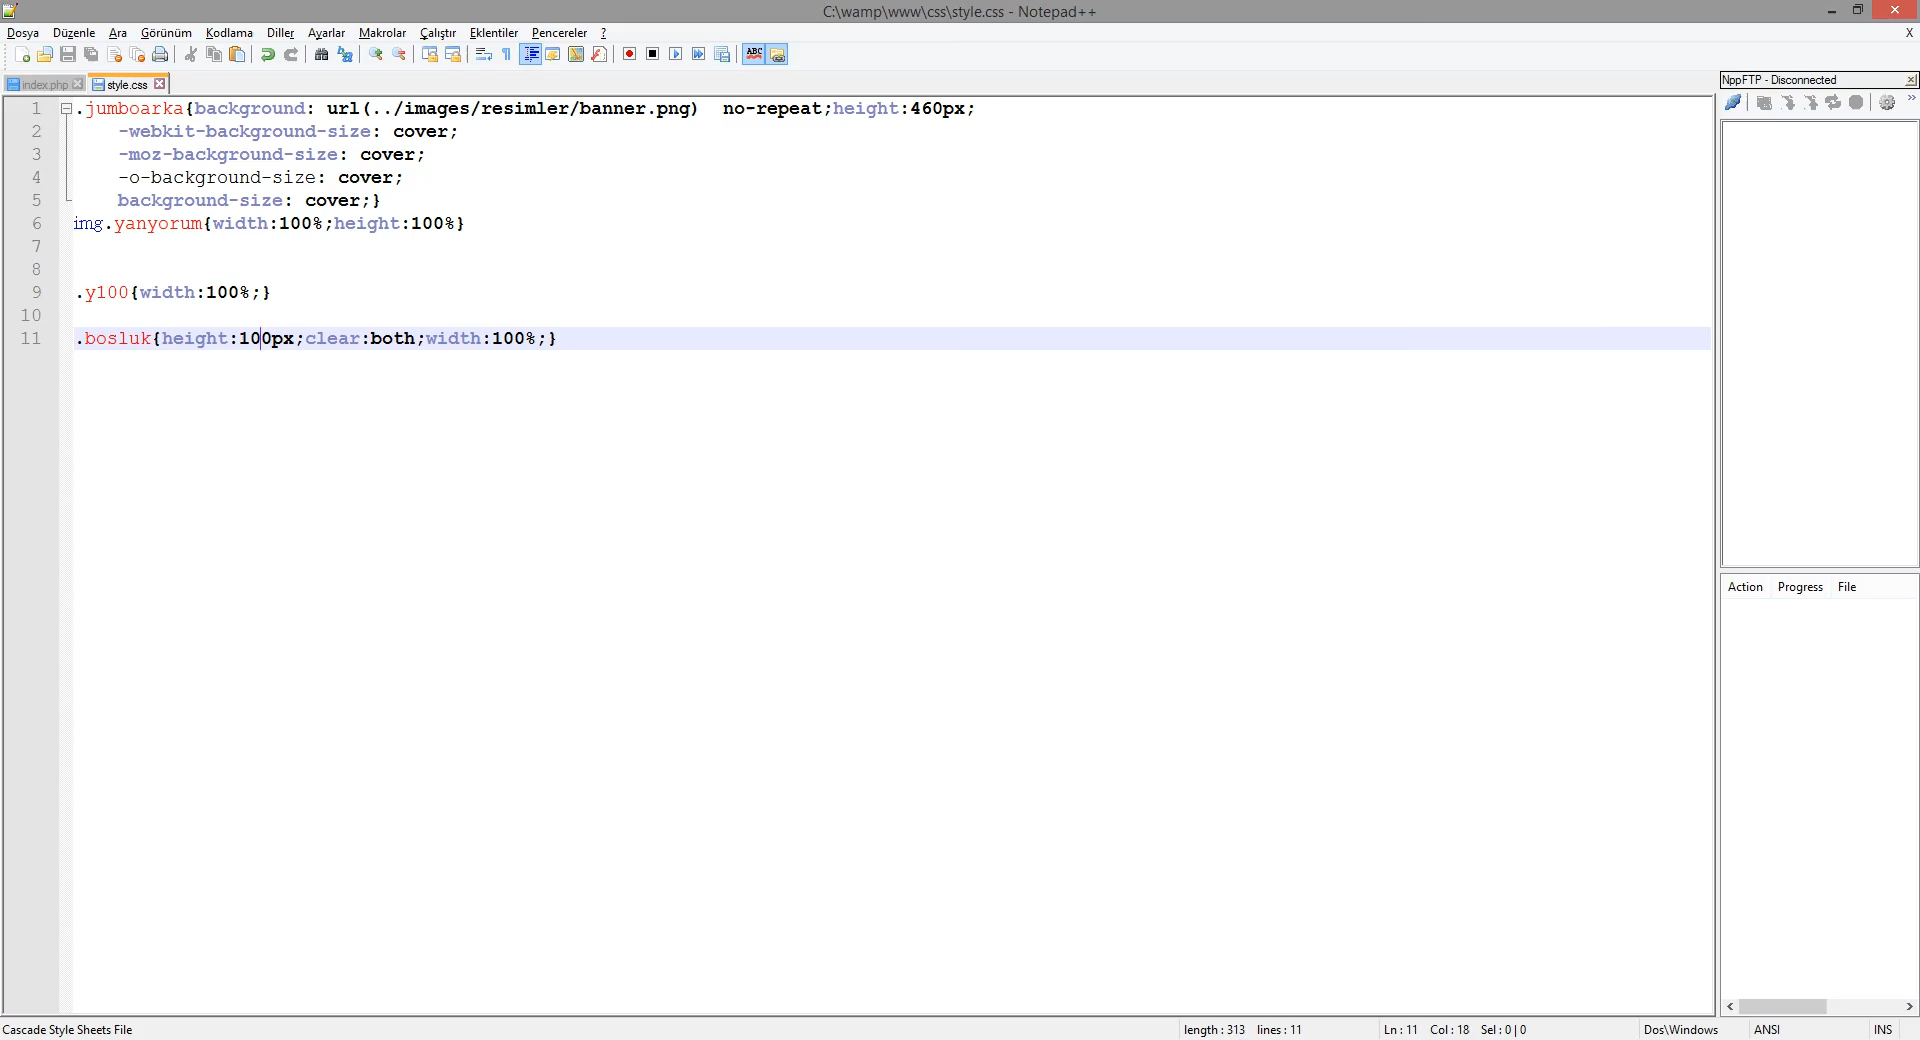 C:\wamp\www\css\style.css - Notepad++
Dosya Düzenle Ara Görünüm Kodlama Diller Ayarlar Makrolar Çalıştır Eklentiler Pencereler ? X
ABC
index.php style.css
NppFTP - Disconnected
1 .jumboarka{background: url(../images/resimler/banner.png)  no-repeat;height:460px;
2 -webkit-background-size: cover;
3 -moz-background-size: cover;
4 -o-background-size: cover;
5 background-size: cover;}
6 img.yanyorum{width:100%;height:100%}
7
8
9 .y100{width:100%;}
10
11 .bosluk{height:100px;clear:both;width:100%;}
Action Progress File
Cascade Style Sheets File length : 313 lines : 11 Ln : 11 Col : 18 Sel : 0 | 0 Dos\Windows ANSI INS